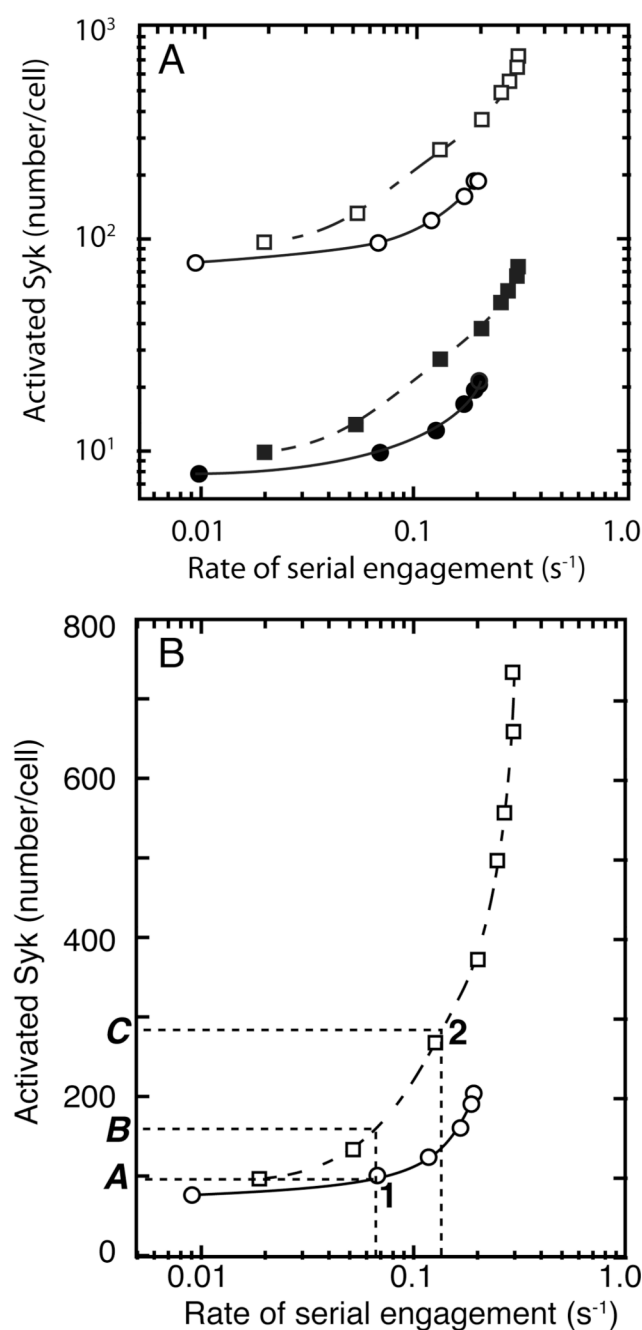 A
10³
10²
10¹
Activated Syk (number/cell)
0.01 0.1 1.0
Rate of serial engagement (s⁻¹)
B
800
600
400
C 2
200
B
A 1
0
Activated Syk (number/cell)
0.01 0.1 1.0
Rate of serial engagement (s⁻¹)